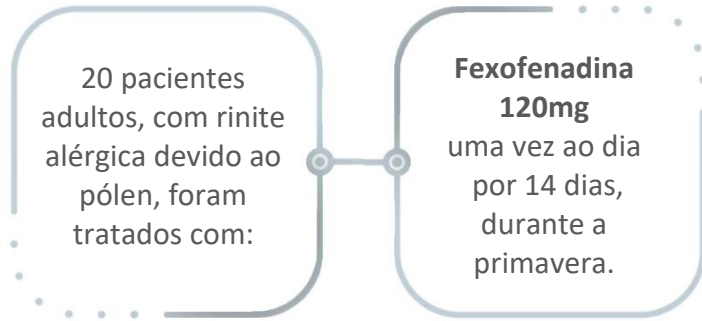 20 pacientes
adultos, com rinite
alérgica devido ao
pólen, foram
tratados com:
Fexofenadina
120mg
uma vez ao dia
por 14 dias,
durante a
primavera.